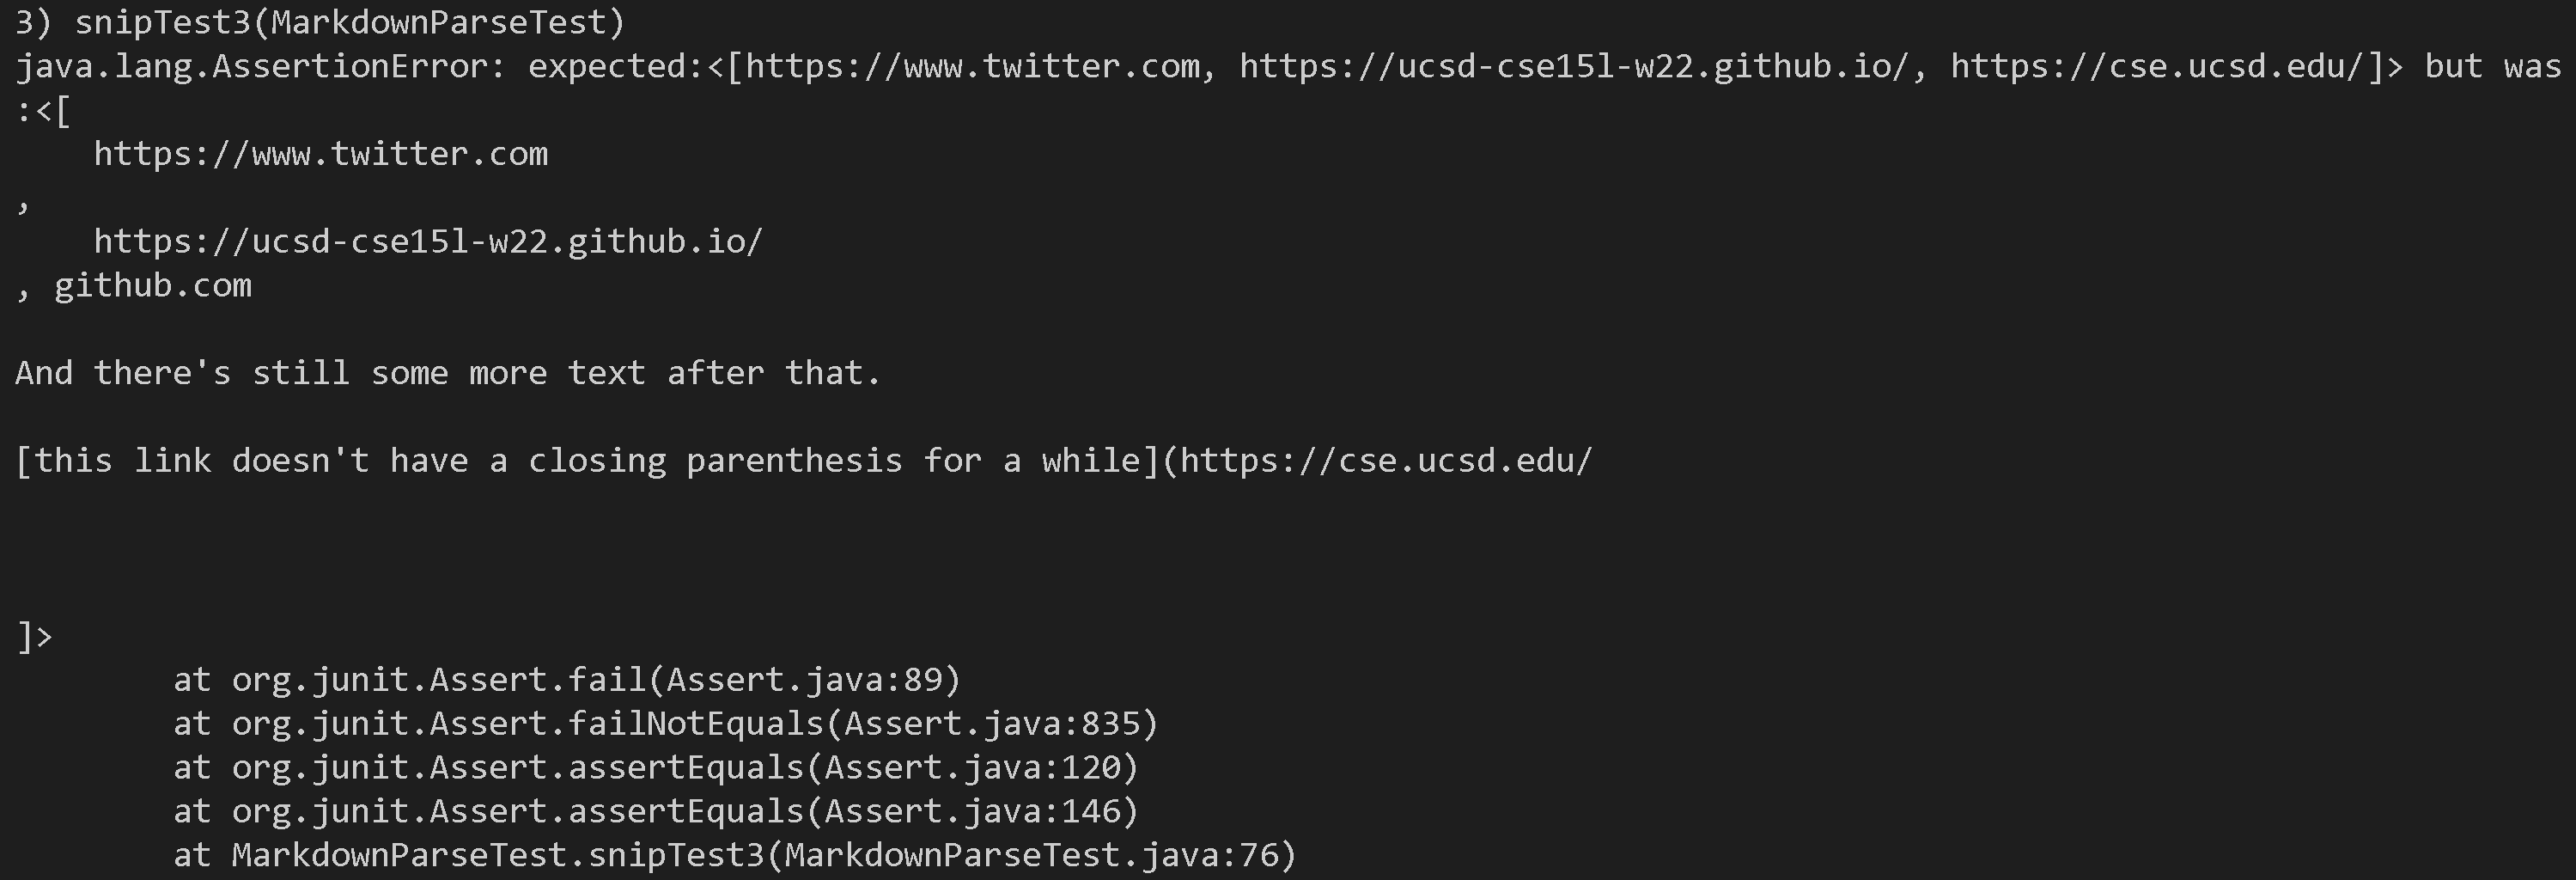 3) snipTest3(MarkdownParseTest)
java.lang.AssertionError: expected:<[https://www.twitter.com, https://ucsd-cse15l-w22.github.io/, https://cse.ucsd.edu/]> but was
:<[
    https://www.twitter.com
,
    https://ucsd-cse15l-w22.github.io/
, github.com

And there's still some more text after that.

[this link doesn't have a closing parenthesis for a while](https://cse.ucsd.edu/



]>
        at org.junit.Assert.fail(Assert.java:89)
        at org.junit.Assert.failNotEquals(Assert.java:835)
        at org.junit.Assert.assertEquals(Assert.java:120)
        at org.junit.Assert.assertEquals(Assert.java:146)
        at MarkdownParseTest.snipTest3(MarkdownParseTest.java:76)